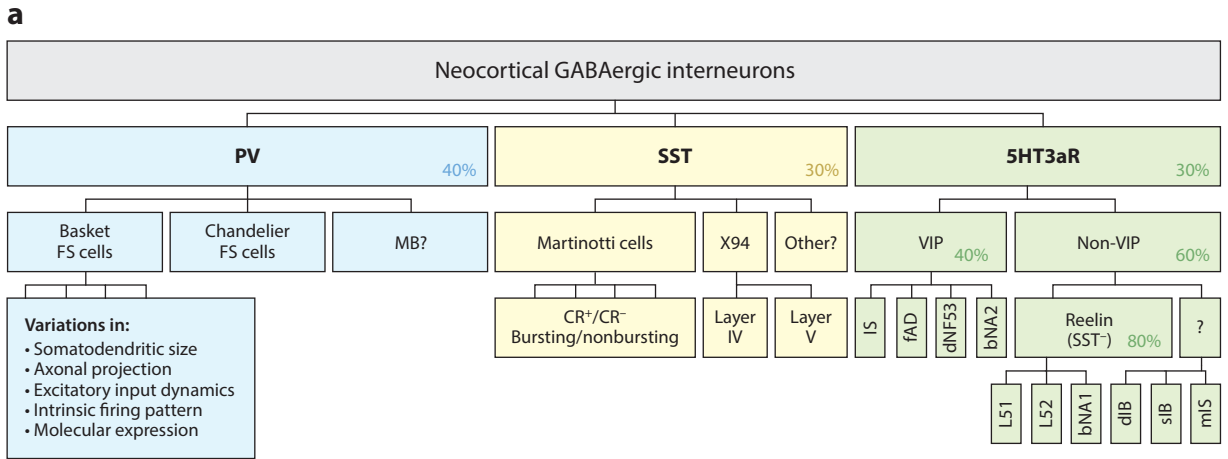 a
Neocortical GABAergic interneurons
PV
40%
SST
30%
5HT3aR
30%
Basket
FS cells
Chandelier
FS cells
MB?
Martinotti cells
X94
Other?
VIP
40%
Non-VIP
60%
Variations in:
• Somatodendritic size
• Axonal projection
• Excitatory input dynamics
• Intrinsic firing pattern
• Molecular expression
CR⁺/CR⁻
Bursting/nonbursting
Layer
IV
Layer
V
IS
fAD
dNF53
bNA2
Reelin
(SST⁻) 80%
?
L51
L52
bNA1
dIB
sIB
mIS